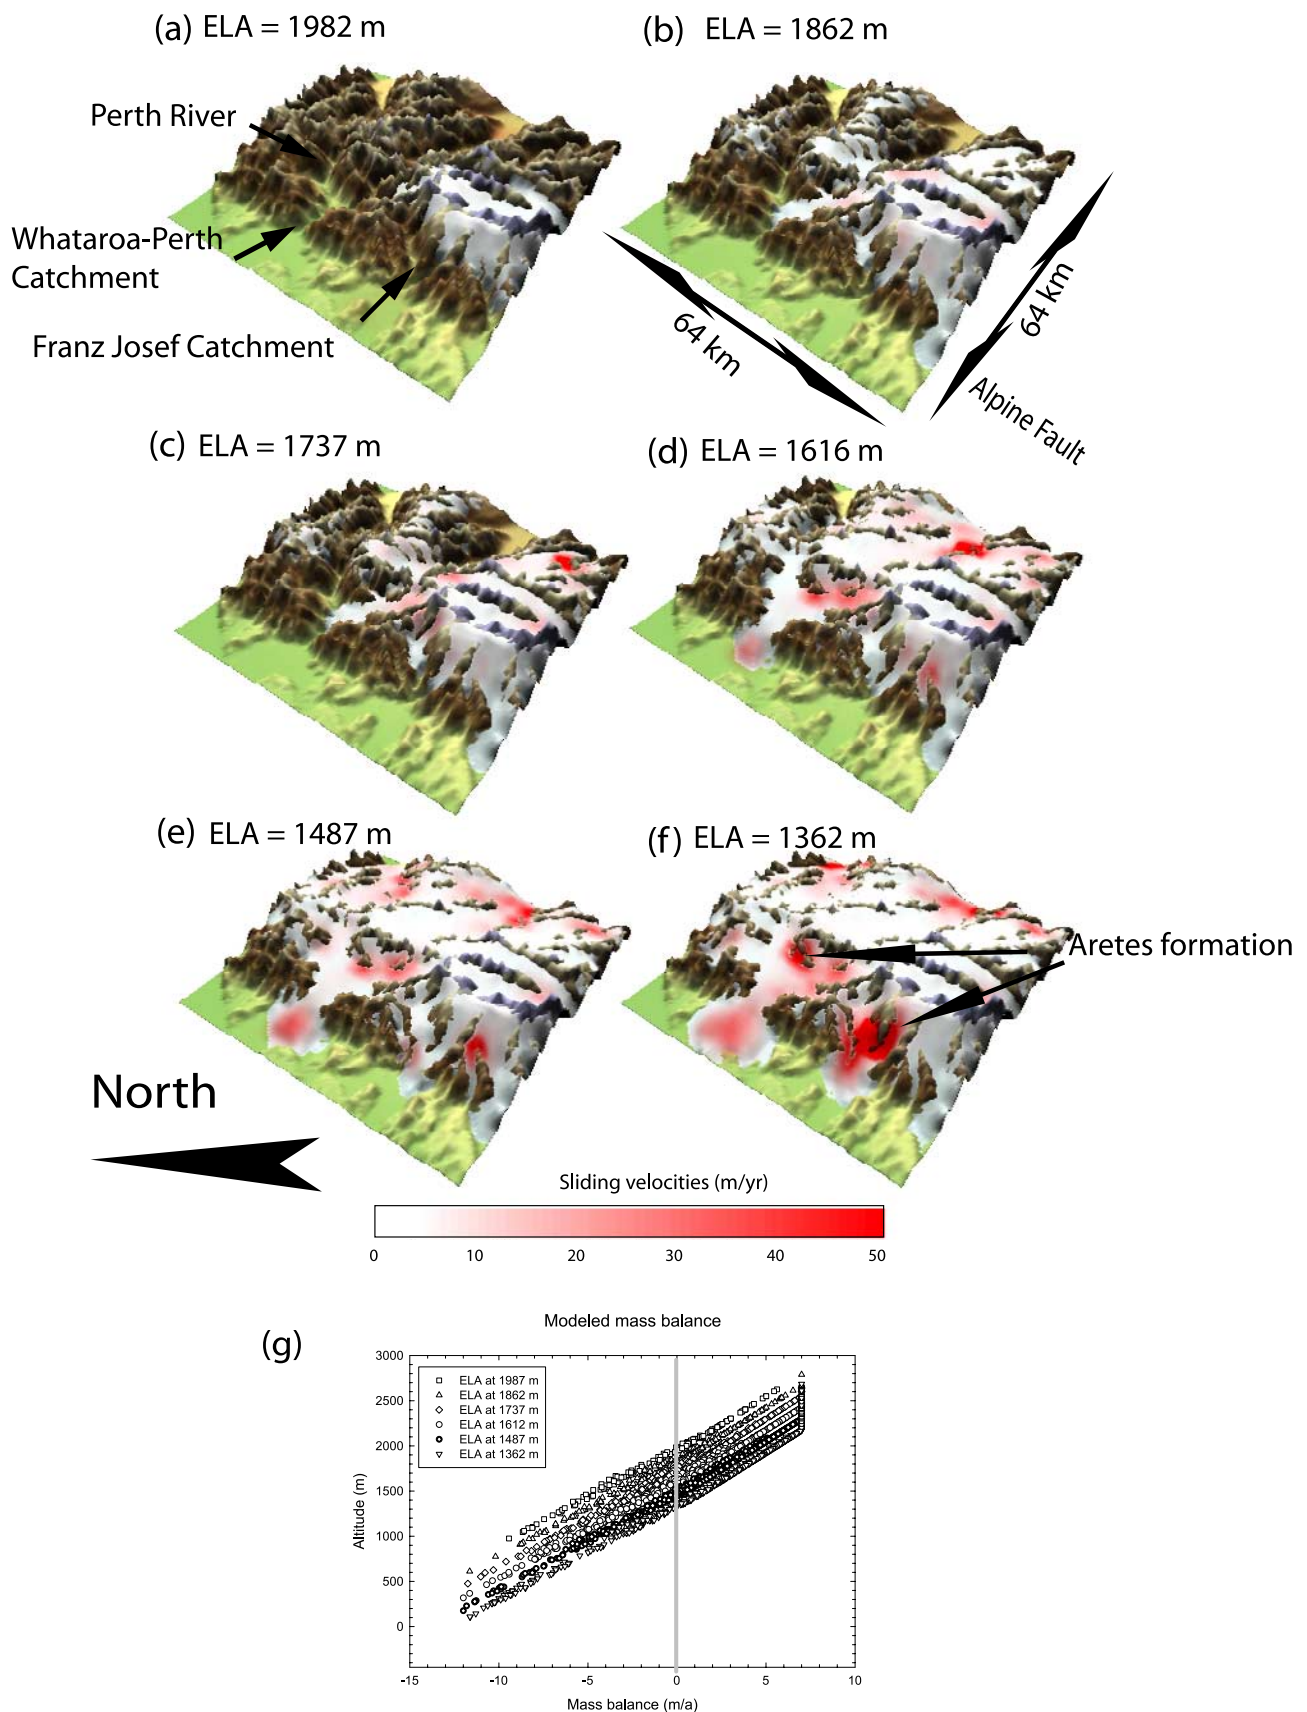 (a) ELA = 1982 m
(b) ELA = 1862 m
Perth River
Whataroa-Perth
Catchment
Franz Josef Catchment
64 km
64 km
Alpine Fault
(c) ELA = 1737 m
(d) ELA = 1616 m
(e) ELA = 1487 m
(f) ELA = 1362 m
Aretes formation
North
Sliding velocities (m/yr)
0 10 20 30 40 50
(g)
Modeled mass balance
3000
2500
2000
1500
1000
500
0
Altitude (m)
ELA at 1987 m
ELA at 1862 m
ELA at 1737 m
ELA at 1612 m
ELA at 1487 m
ELA at 1362 m
-15 -10 -5 0 5 10
Mass balance (m/a)